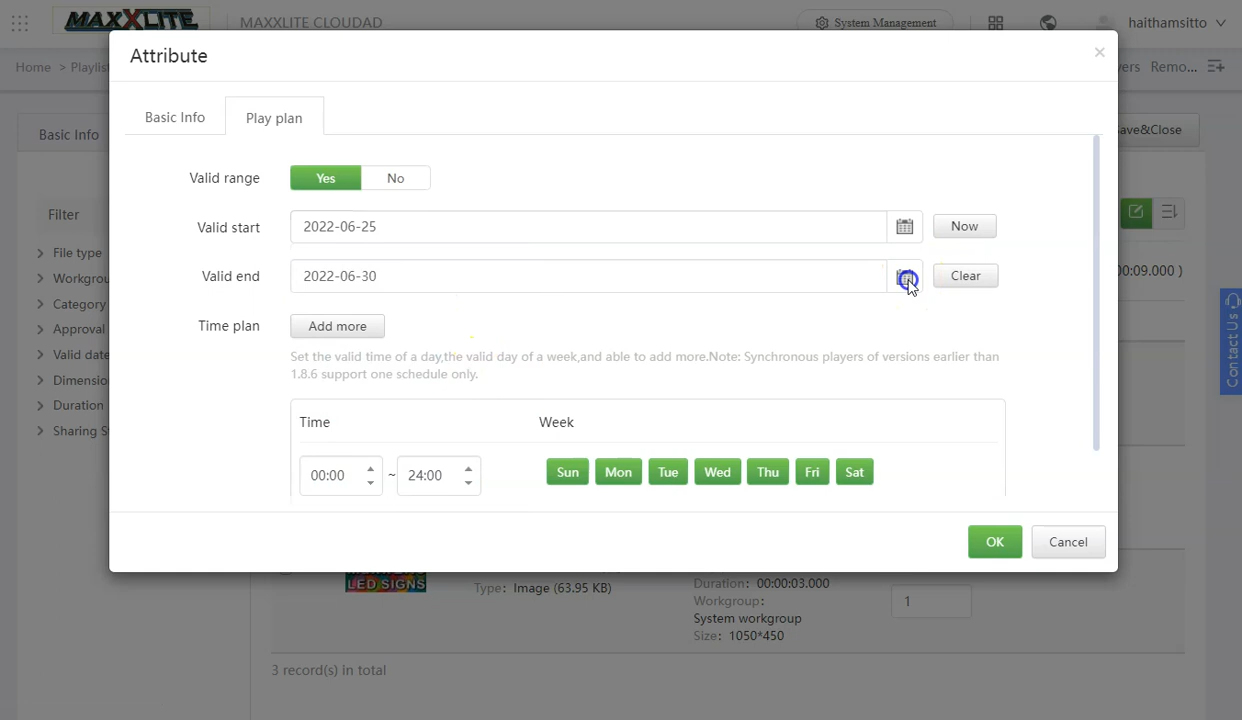 MAXXLITE
MAXXLITE CLOUDAD
System Management
haithamsitto
Attribute
×
Home > Playlis
ers Remo...
Basic Info
Play plan
Basic Info
ave&Close
Valid range
Yes
No
Filter
Valid start
2022-06-25
Now
File type
Valid end
2022-06-30
Clear
Workgrou
0:09.000 )
Category
Time plan
Add more
Approval
Contact Us
Valid date
Set the valid time of a day,the valid day of a week,and able to add more.Note: Synchronous players of versions earlier than
1.8.6 support one schedule only.
Dimensio
Duration
Sharing S
Time
Week
00:00
~
24:00
Sun
Mon
Tue
Wed
Thu
Fri
Sat
OK
Cancel
LED SIGNS
Type: Image (63.95 KB)
Duration: 00:00:03.000
Workgroup:
System workgroup
Size: 1050*450
1
3 record(s) in total